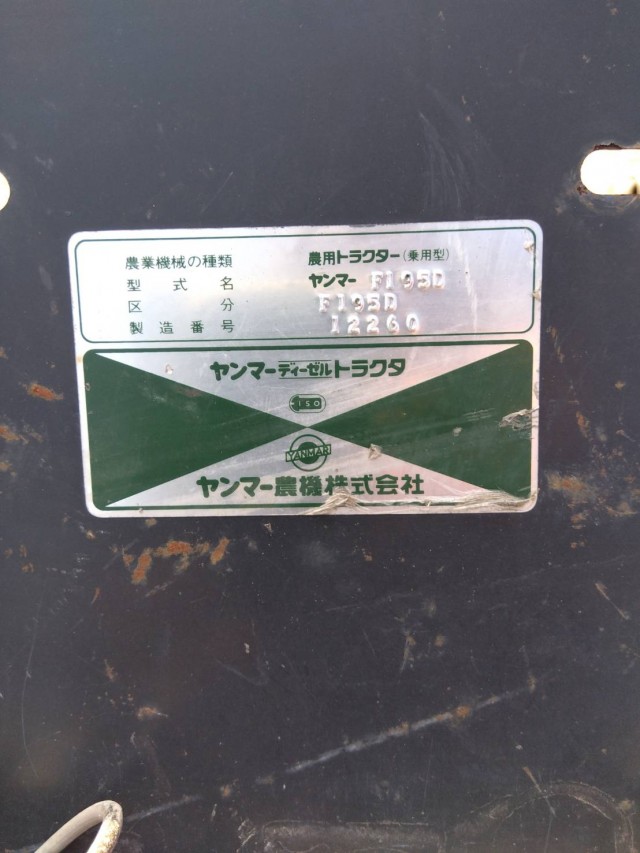 農業機械の種類 農用トラクター(乗用型)
型式名 ヤンマー F195D
区分 F195D
製造番号 12260
ヤンマーディーゼルトラクタ
ISO
YANMAR
ヤンマー農機株式会社